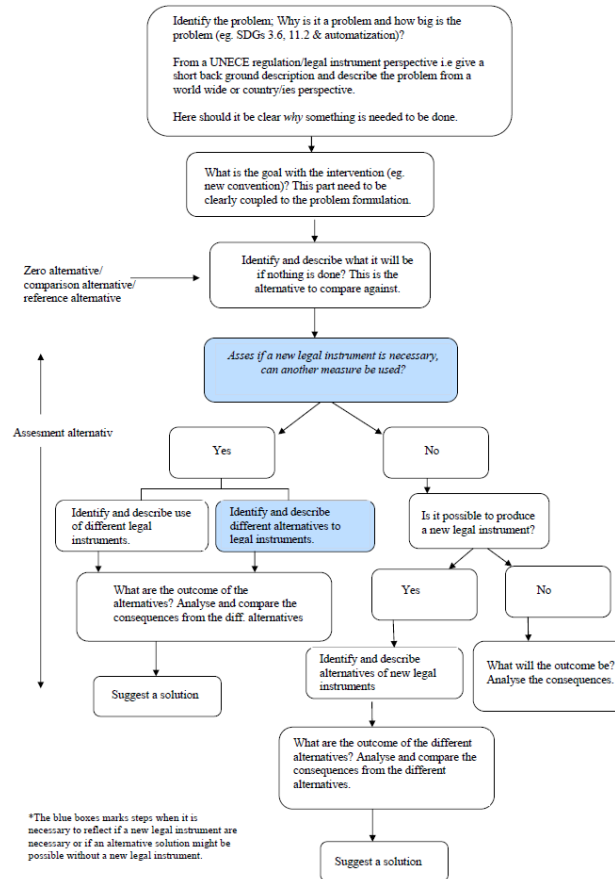 Identify the problem; Why is it a problem and how big is the
problem (eg. SDGs 3.6, 11.2 & automatization)?
From a UNECE regulation/legal instrument perspective i.e give a
short back ground description and describe the problem from a
world wide or country/ies perspective.
Here should it be clear why something is needed to be done.
What is the goal with the intervention (eg.
new convention)? This part need to be
clearly coupled to the problem formulation.
Zero alternative/
comparison alternative/
reference alternative
Identify and describe what it will be
if nothing is done? This is the
alternative to compare against.
Asses if a new legal instrument is necessary,
can another measure be used?
Assesment alternativ
Yes
No
Identify and describe use
of different legal
instruments.
Identify and describe
different alternatives to
legal instruments.
Is it possible to produce
a new legal instrument?
What are the outcome of the
alternatives? Analyse and compare the
consequences from the diff. alternatives
Yes
No
Suggest a solution
Identify and describe
alternatives of new legal
instruments
What will the outcome be?
Analyse the consequences.
What are the outcome of the different
alternatives? Analyse and compare the
consequences from the different
alternatives.
Suggest a solution
*The blue boxes marks steps when it is
necessary to reflect if a new legal instrument are
necessary or if an alternative solution might be
possible without a new legal instrument.